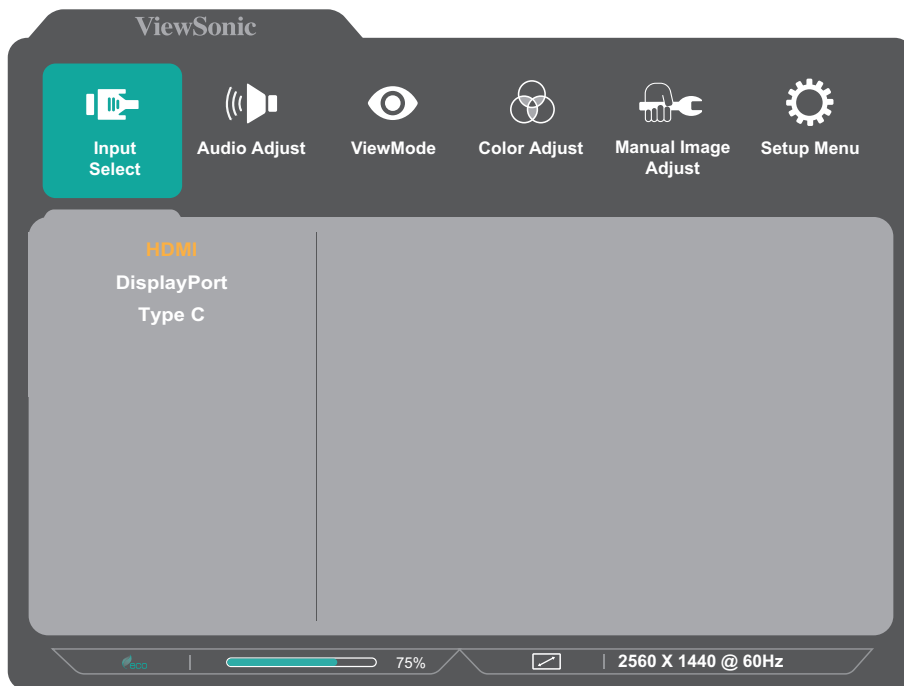 ViewSonic
Input
Select
Audio Adjust
ViewMode
Color Adjust
Manual Image
Adjust
Setup Menu
HDMI
DisplayPort
Type C
eco
75%
2560 X 1440 @ 60Hz